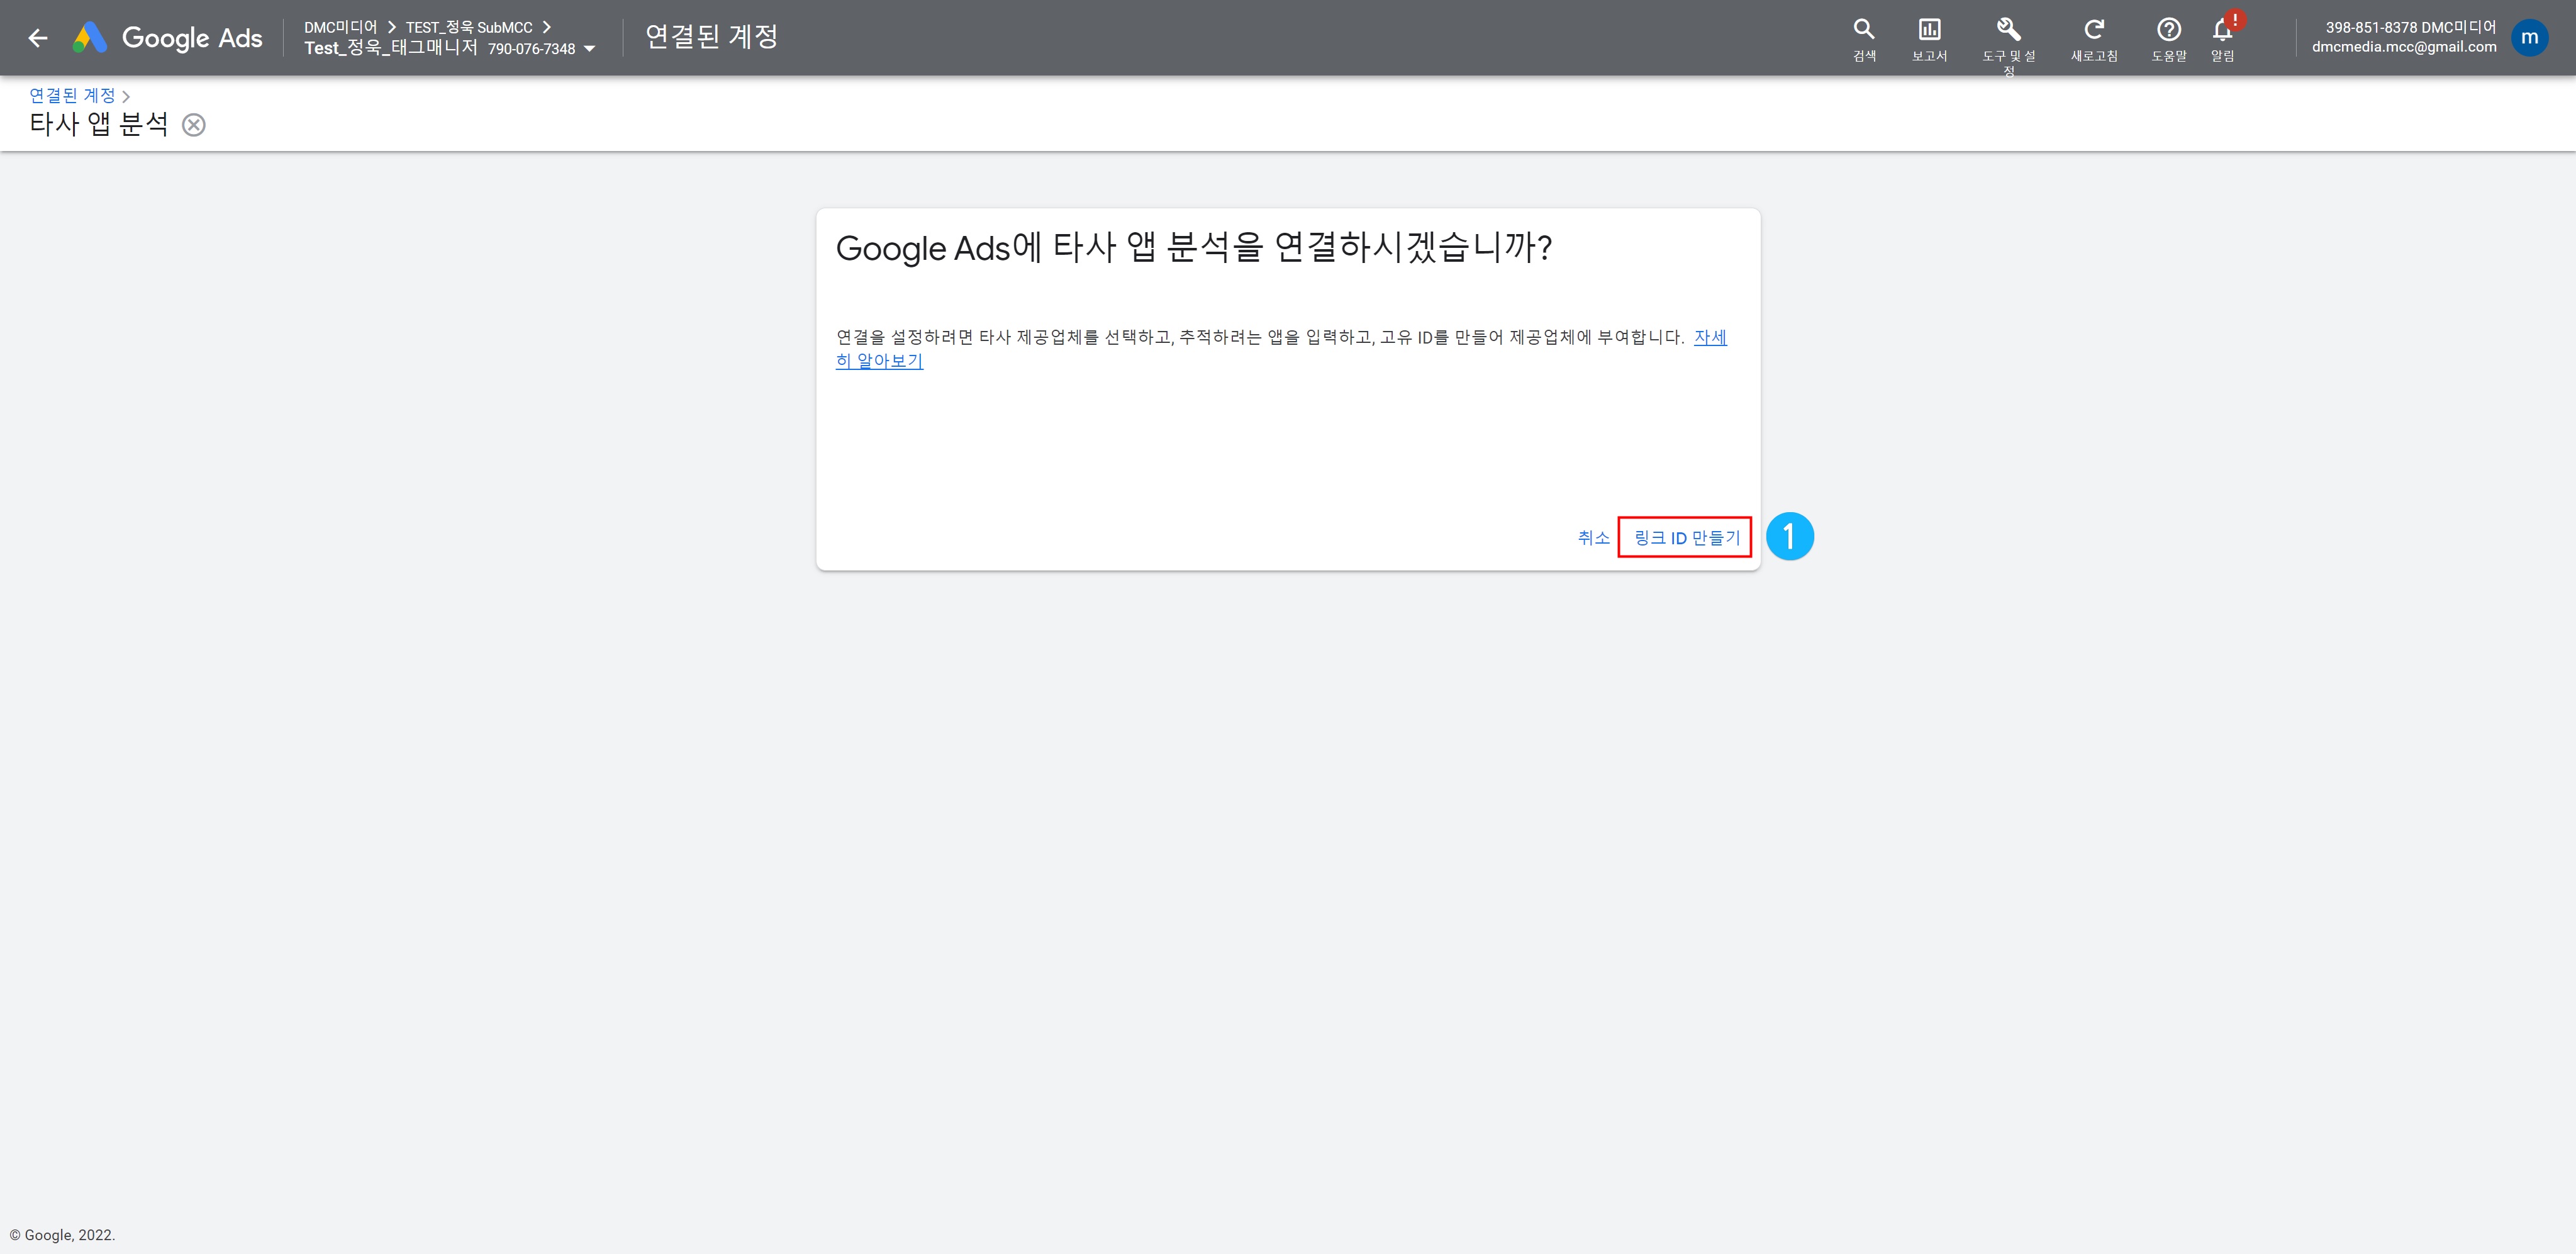 Google Ads
DMC미디어 > TEST_정욱 SubMCC >
Test_정욱_태그매니저 790-076-7348
연결된 계정
검색
보고서
도구 및 설
정
새로고침
도움말
!
알림
398-851-8378 DMC미디어
dmcmedia.mcc@gmail.com
m
연결된 계정 >
타사 앱 분석
Google Ads에 타사 앱 분석을 연결하시겠습니까?
연결을 설정하려면 타사 제공업체를 선택하고, 추적하려는 앱을 입력하고, 고유 ID를 만들어 제공업체에 부여합니다. 자세
히 알아보기
취소 링크 ID 만들기
1
© Google, 2022.